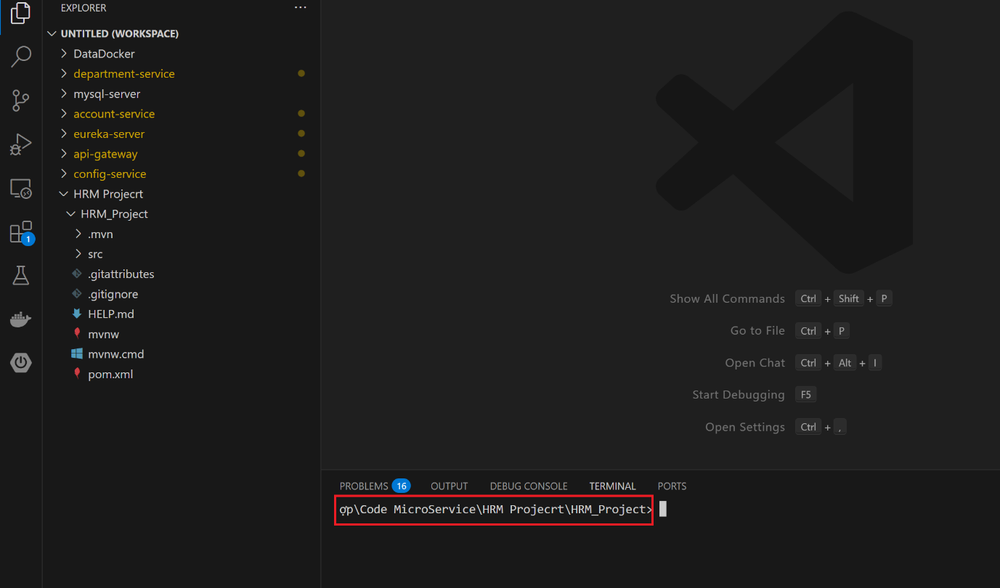 EXPLORER
UNTITLED (WORKSPACE)
DataDocker
department-service
mysql-server
account-service
eureka-server
api-gateway
config-service
HRM Projecrt
HRM_Project
.mvn
src
.gitattributes
.gitignore
HELP.md
mvnw
mvnw.cmd
pom.xml
1
Show All Commands Ctrl + Shift + P
Go to File Ctrl + P
Open Chat Ctrl + Alt + I
Start Debugging F5
Open Settings Ctrl + ,
PROBLEMS 16 OUTPUT DEBUG CONSOLE TERMINAL PORTS
ợp\Code MicroService\HRM Projecrt\HRM_Project>